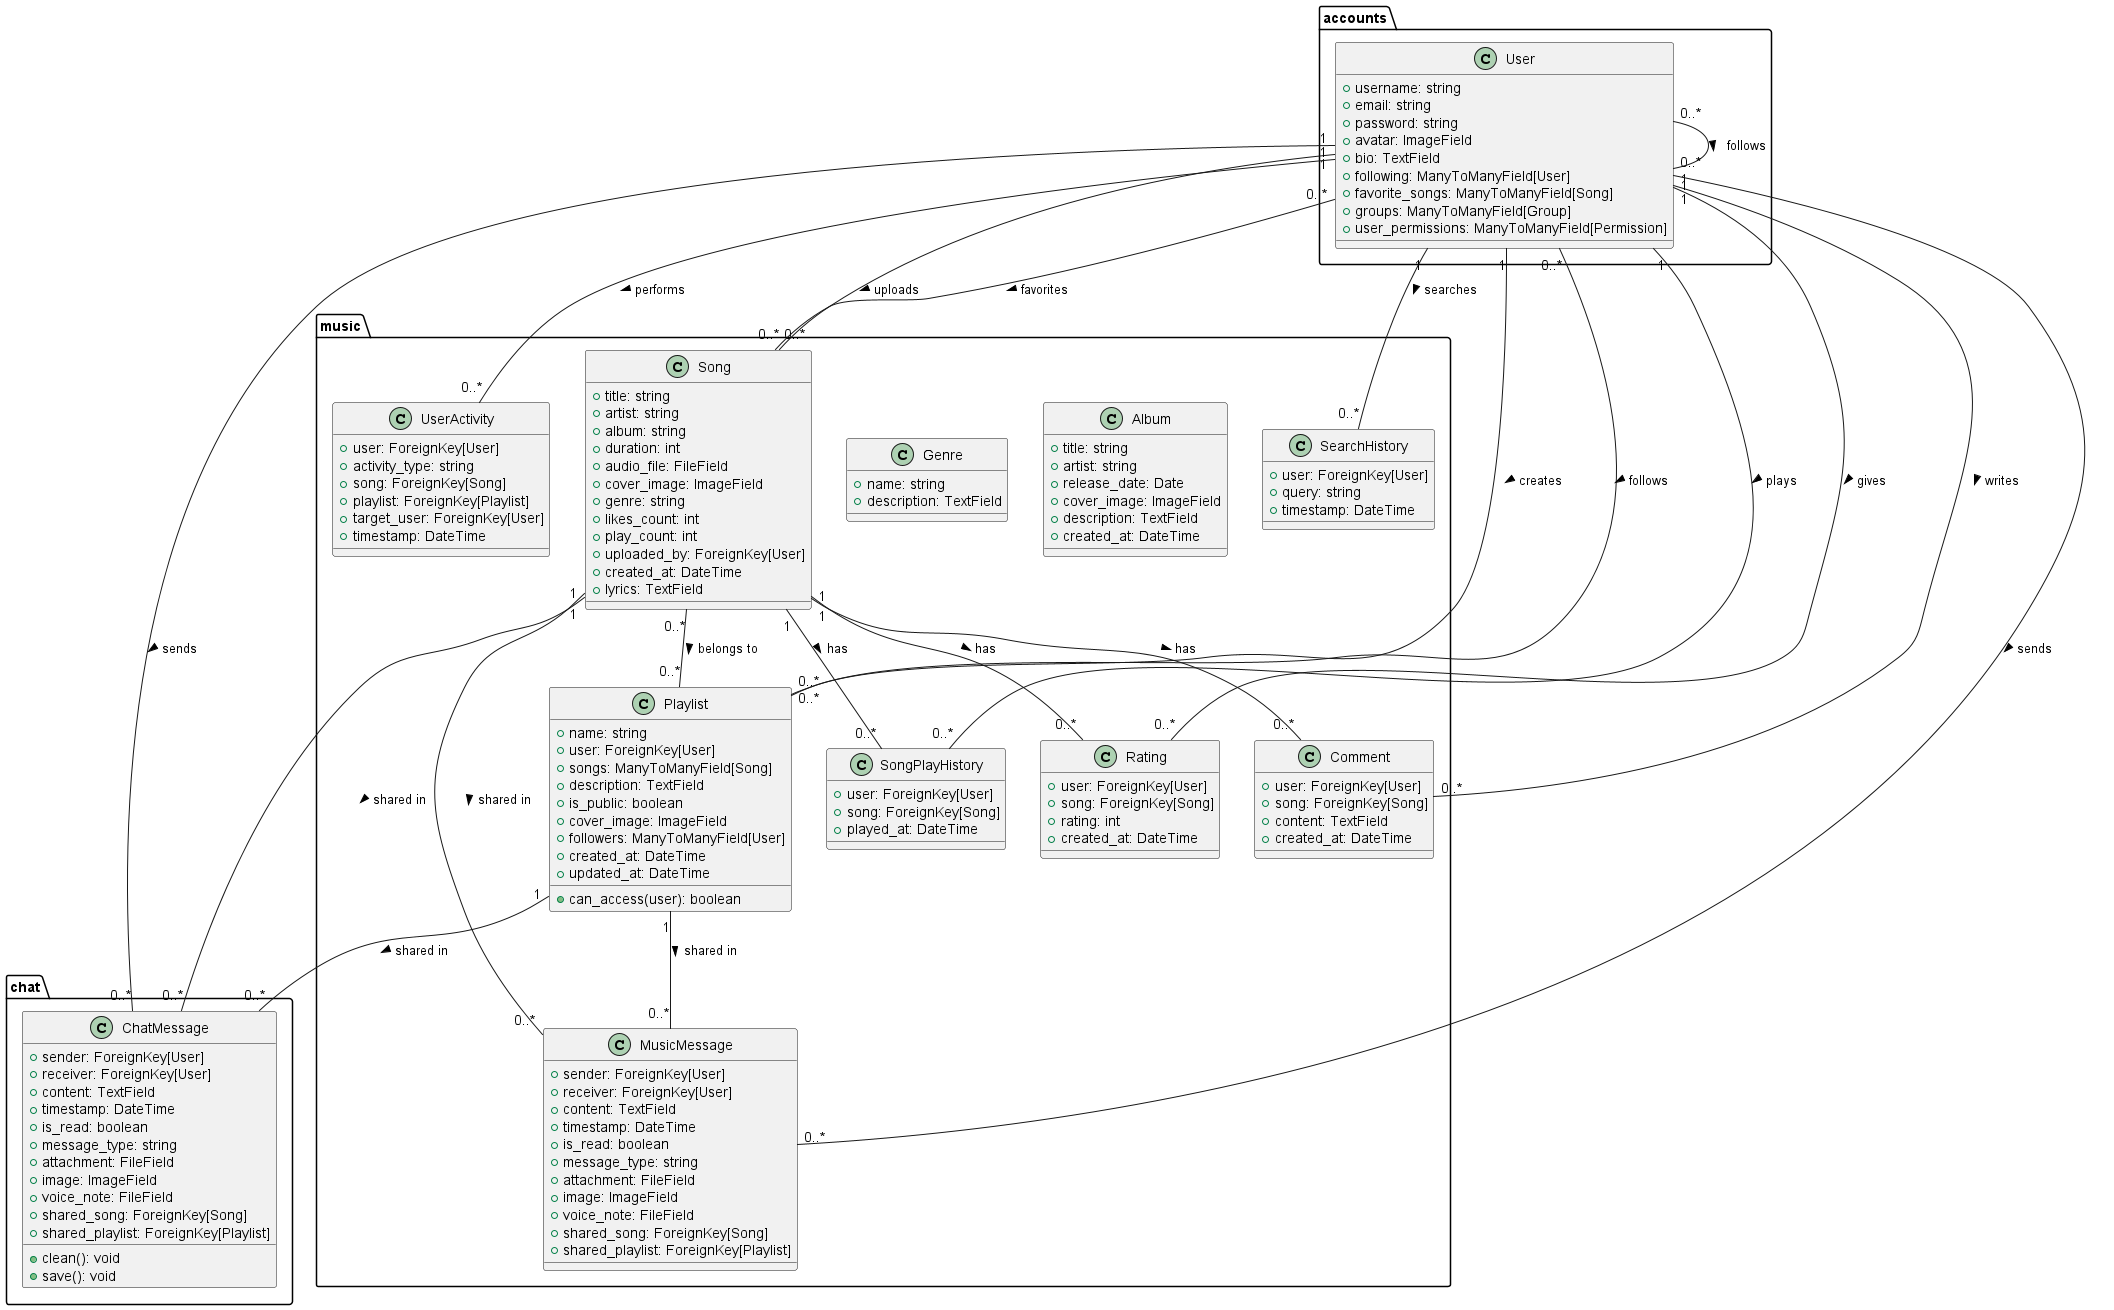 accounts
C User
username: string
email: string
password: string
avatar: ImageField
bio: TextField
following: ManyToManyField[User]
favorite_songs: ManyToManyField[Song]
groups: ManyToManyField[Group]
user_permissions: ManyToManyField[Permission]
0..*
follows
0..*
1
1
1
0..*
1
1
1
1
1
0..*
1
performs
uploads
favorites
searches
music
0..*
0..*
0..*
0..*
C UserActivity
user: ForeignKey[User]
activity_type: string
song: ForeignKey[Song]
playlist: ForeignKey[Playlist]
target_user: ForeignKey[User]
timestamp: DateTime
C Song
title: string
artist: string
album: string
duration: int
audio_file: FileField
cover_image: ImageField
genre: string
likes_count: int
play_count: int
uploaded_by: ForeignKey[User]
created_at: DateTime
lyrics: TextField
C Genre
name: string
description: TextField
C Album
title: string
artist: string
release_date: Date
cover_image: ImageField
description: TextField
created_at: DateTime
C SearchHistory
user: ForeignKey[User]
query: string
timestamp: DateTime
creates
follows
plays
gives
writes
1
1
0..*
1
1
1
sends
belongs to
has
has
has
sends
0..*
0..*
0..*
0..*
0..*
0..*
0..*
0..*
0..*
C Playlist
name: string
user: ForeignKey[User]
songs: ManyToManyField[Song]
description: TextField
is_public: boolean
cover_image: ImageField
followers: ManyToManyField[User]
created_at: DateTime
updated_at: DateTime
can_access(user): boolean
C SongPlayHistory
user: ForeignKey[User]
song: ForeignKey[Song]
played_at: DateTime
C Rating
user: ForeignKey[User]
song: ForeignKey[Song]
rating: int
created_at: DateTime
C Comment
user: ForeignKey[User]
song: ForeignKey[Song]
content: TextField
created_at: DateTime
shared in
shared in
1
1
shared in
shared in
chat
0..*
0..*
0..*
0..*
0..*
C ChatMessage
sender: ForeignKey[User]
receiver: ForeignKey[User]
content: TextField
timestamp: DateTime
is_read: boolean
message_type: string
attachment: FileField
image: ImageField
voice_note: FileField
shared_song: ForeignKey[Song]
shared_playlist: ForeignKey[Playlist]
clean(): void
save(): void
C MusicMessage
sender: ForeignKey[User]
receiver: ForeignKey[User]
content: TextField
timestamp: DateTime
is_read: boolean
message_type: string
attachment: FileField
image: ImageField
voice_note: FileField
shared_song: ForeignKey[Song]
shared_playlist: ForeignKey[Playlist]
0..*